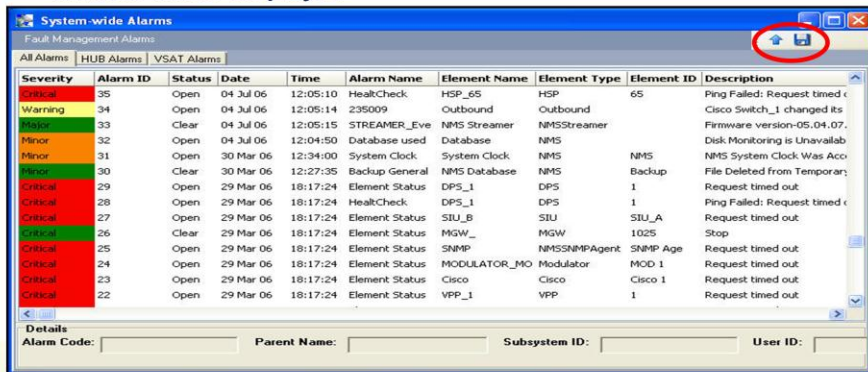 System-wide Alarms
Fault Management Alarms
All Alarms HUB Alarms VSAT Alarms
Severity Alarm ID Status Date Time Alarm Name Element Name Element Type Element ID Description
Critical 35 Open 04 Jul 06 12:05:10 HealtCheck HSP_65 HSP 65 Ping Failed: Request timed
Warning 34 Open 04 Jul 06 12:05:14 235009 Outbound Outbound Cisco Switch_1 changed its
Major 33 Clear 04 Jul 06 12:05:15 STREAMER_Eve NMS Streamer NMSStreamer Firmware version-05.04.07.
Minor 32 Open 04 Jul 06 12:04:50 Database used Database NMS Disk Monitoring is Unavailab
Minor 31 Open 30 Mar 06 12:34:00 System Clock System Clock NMS NMS NMS System Clock Was Acc
Minor 30 Clear 30 Mar 06 12:27:35 Backup General NMS Database NMS Backup File Deleted from Temporary
Critical 29 Open 29 Mar 06 18:17:24 Element Status DPS_1 DPS 1 Request timed out
Critical 28 Open 29 Mar 06 18:17:24 HealtCheck DPS_1 DPS 1 Ping Failed: Request timed
Critical 27 Open 29 Mar 06 18:17:24 Element Status SIU_B SIU SIU_A Request timed out
Critical 26 Clear 29 Mar 06 18:17:24 Element Status MGW_ MGW 1025 Stop
Critical 25 Open 29 Mar 06 18:17:24 Element Status SNMP NMSSNMPAgent SNMP Age Request timed out
Critical 24 Open 29 Mar 06 18:17:24 Element Status MODULATOR_MO Modulator MOD 1 Request timed out
Critical 23 Open 29 Mar 06 18:17:24 Element Status Cisco Cisco Cisco 1 Request timed out
Critical 22 Open 29 Mar 06 18:17:24 Element Status VPP_1 VPP 1 Request timed out
Details
Alarm Code: Parent Name: Subsystem ID: User ID: